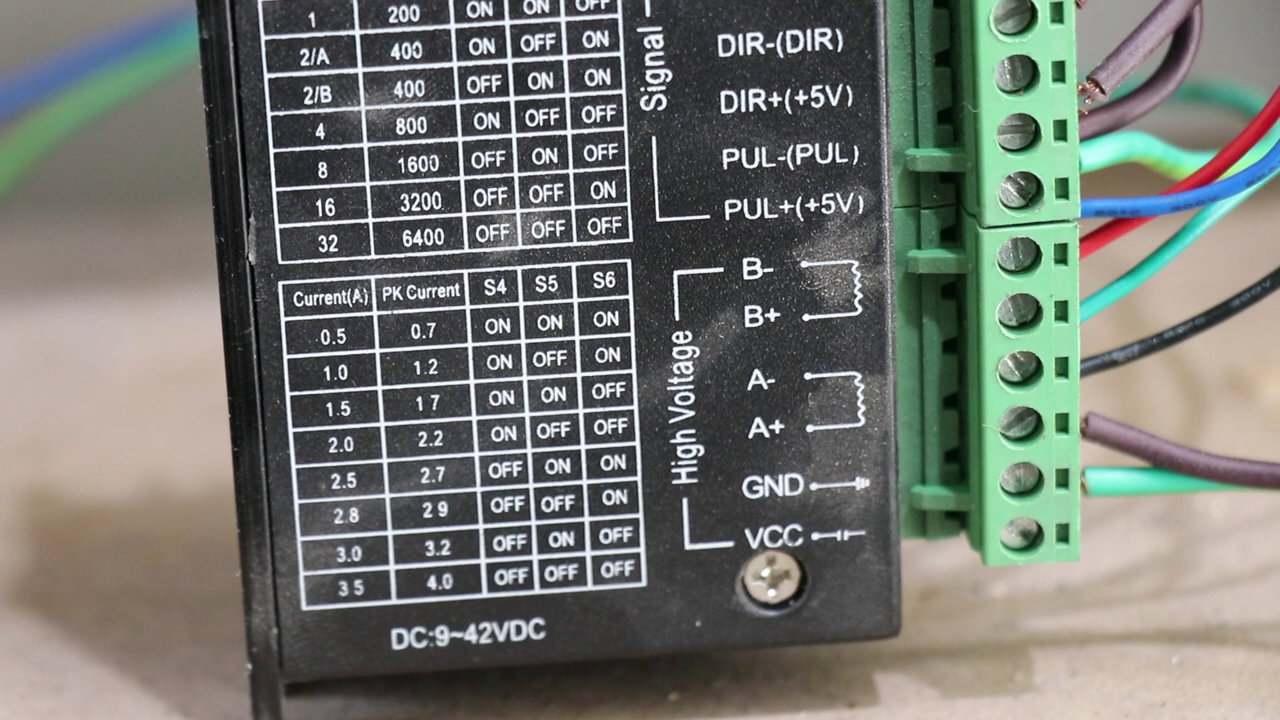 1 200 ON ON OFF
2/A 400 ON OFF ON
2/B 400 OFF ON ON
4 800 ON OFF OFF
8 1600 OFF ON OFF
16 3200 OFF OFF ON
32 6400 OFF OFF OFF
Current(A) PK Current S4 S5 S6
0.5 0.7 ON ON ON
1.0 1.2 ON OFF ON
1.5 1 7 ON ON OFF
2.0 2.2 ON OFF OFF
2.5 2.7 OFF ON ON
2.8 2 9 OFF OFF ON
3.0 3.2 OFF ON OFF
3 5 4.0 OFF OFF OFF
DC:9~42VDC
Signal
DIR-(DIR)
DIR+(+5V)
PUL-(PUL)
PUL+(+5V)
High Voltage
B-
B+
A-
A+
GND
VCC